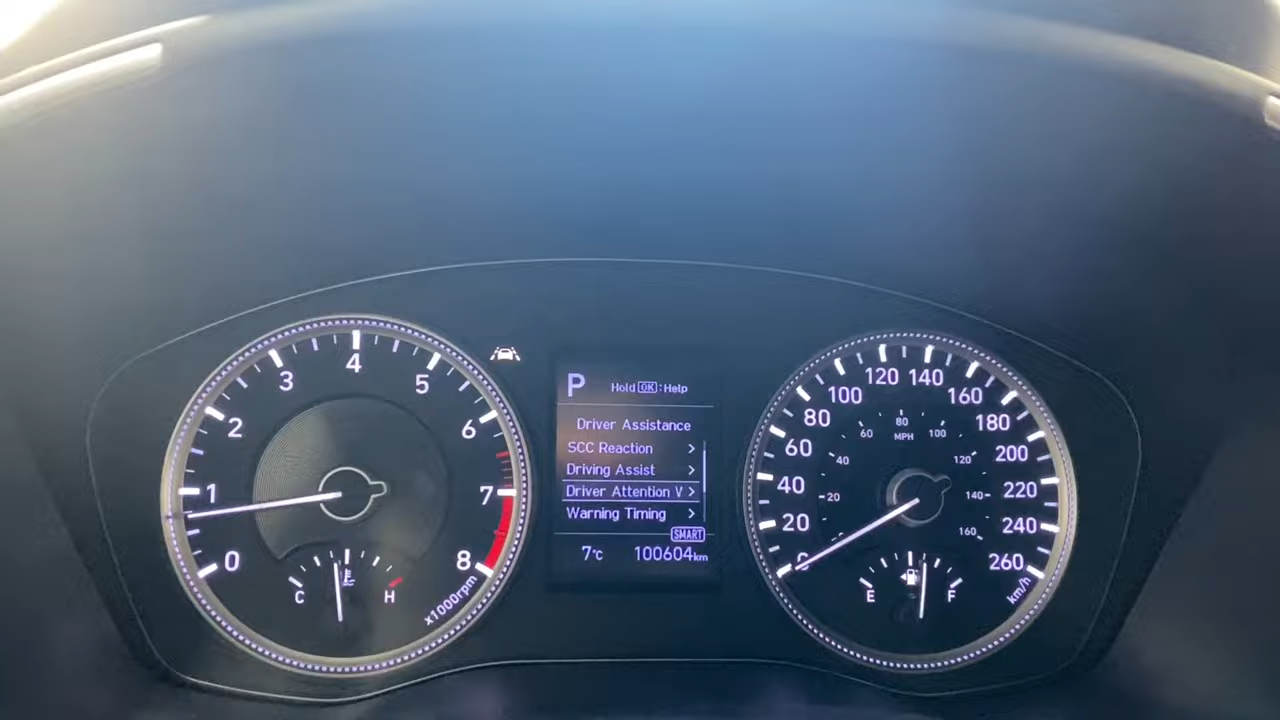 0
1
2
3
4
5
6
7
8
x1000rpm
C
H
P
Hold OK : Help
Driver Assistance
SCC Reaction >
Driving Assist >
Driver Attention V >
Warning Timing >
SMART
7°C
100604km
0
20
40
60
80
100
120
140
160
180
200
220
240
260
km/h
20
40
60
80
100
120
140
160
MPH
E
F